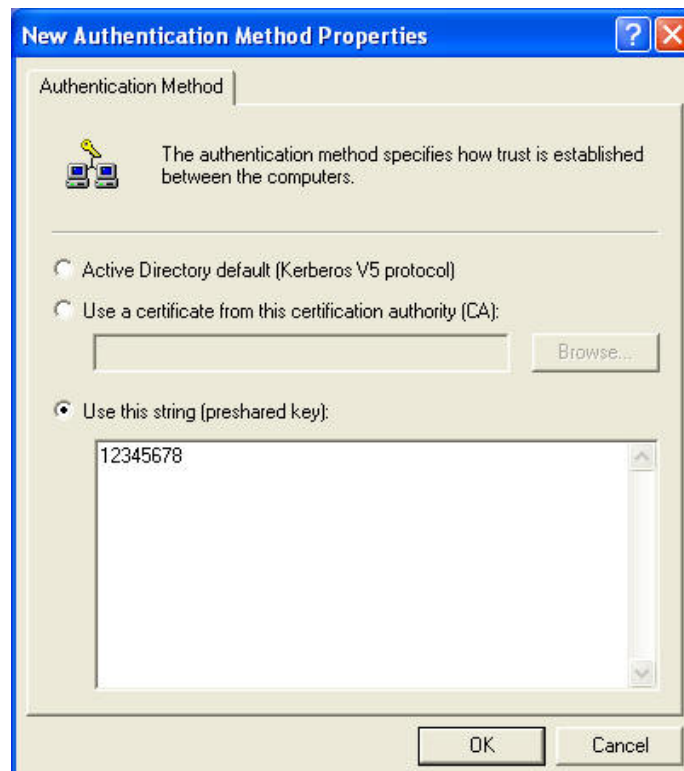 New Authentication Method Properties
Authentication Method
The authentication method specifies how trust is established
between the computers.
Active Directory default (Kerberos V5 protocol)
Use a certificate from this certification authority (CA):
Browse...
Use this string (preshared key):
12345678
OK
Cancel